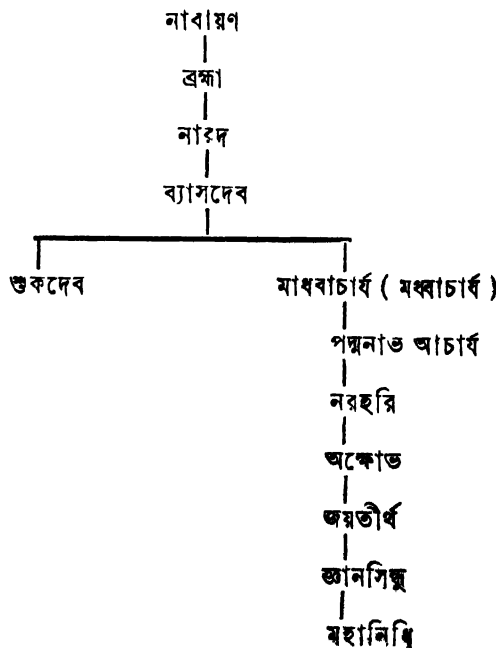 নাবায়ণ
ব্রহ্মা
নারদ
ব্যাসদেব
শুকদেব মাধবাচার্য ( মধ্বাচার্য )
পদ্মনাভ আচার্য
নরহরি
অক্ষোভ
জয়তীর্থ
জ্ঞানসিন্ধু
মহানিধি